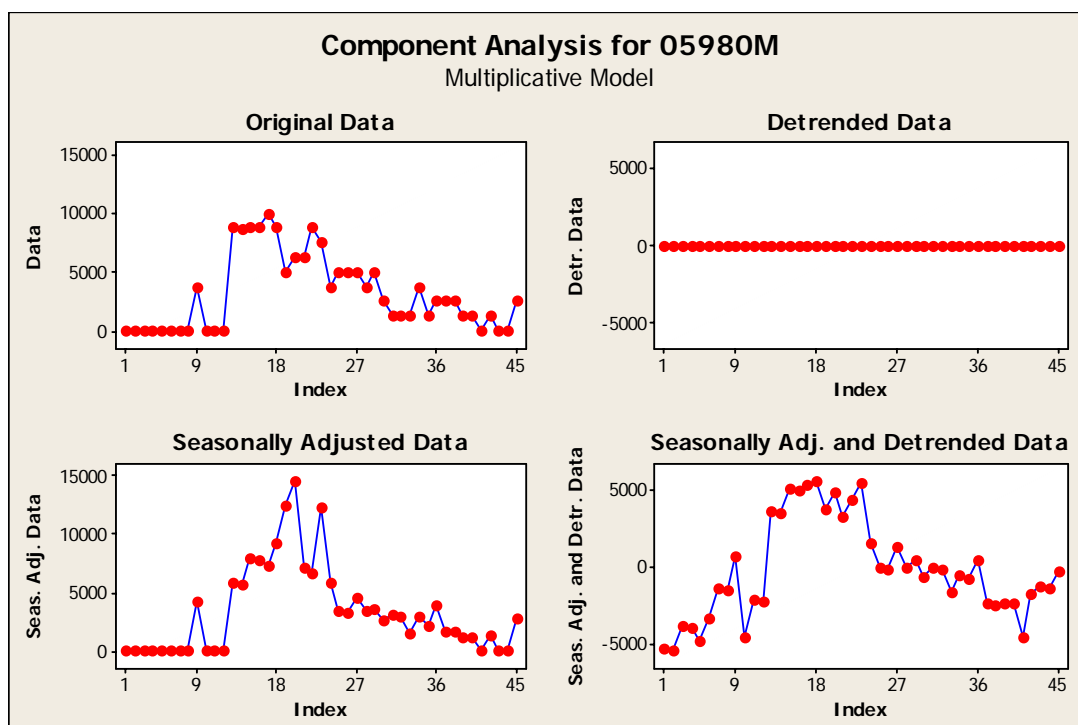 Component Analysis for 05980M
Multiplicative Model
Original Data
15000
10000
5000
0
Data
1 9 18 27 36 45
Index
Detrended Data
5000
0
-5000
Detr. Data
1 9 18 27 36 45
Index
Seasonally Adjusted Data
15000
10000
5000
0
Seas. Adj. Data
1 9 18 27 36 45
Index
Seasonally Adj. and Detrended Data
5000
0
-5000
Seas. Adj. and Detr. Data
1 9 18 27 36 45
Index